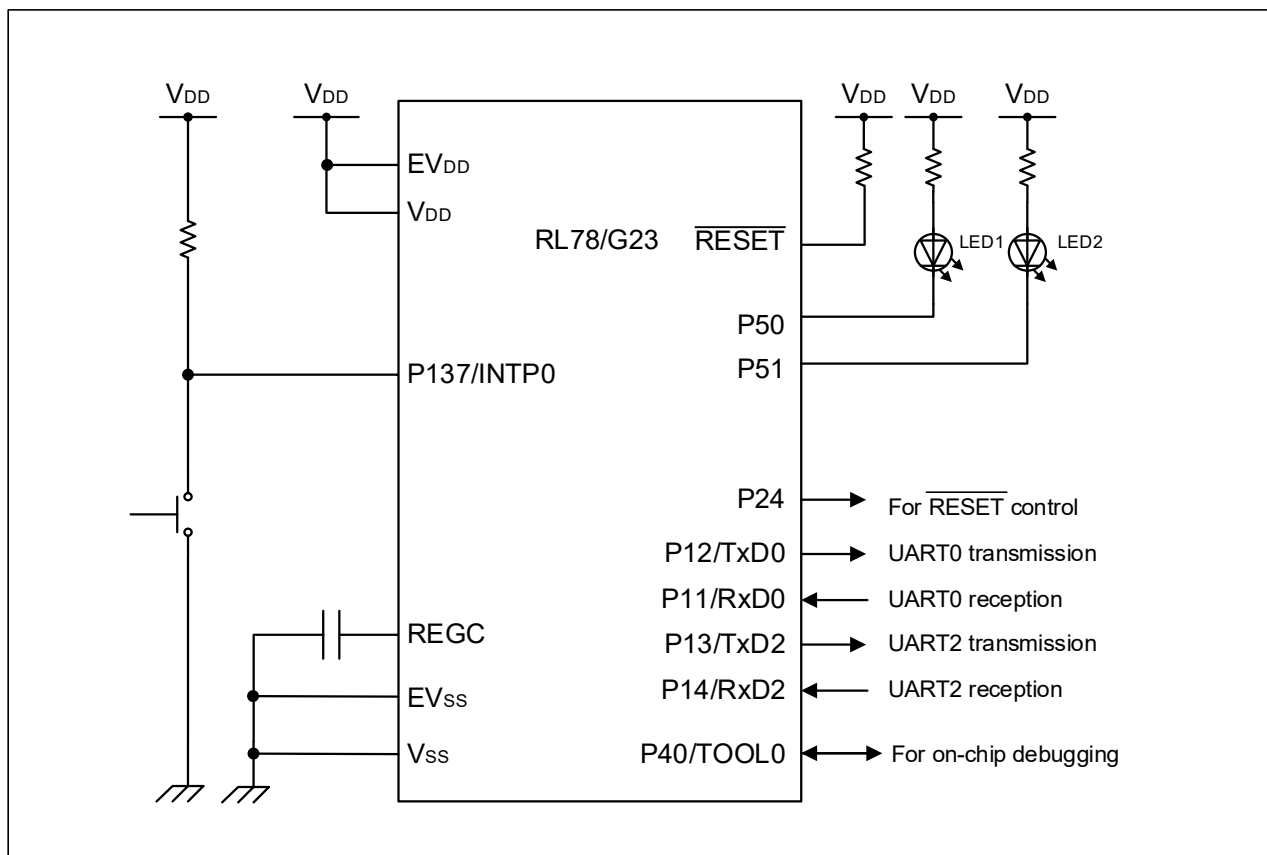 VDD
VDD
VDD
VDD
VDD
EVDD
VDD
RL78/G23
RESET
LED1
LED2
P50
P51
P137/INTP0
P24
For RESET control
P12/TxD0
UART0 transmission
P11/RxD0
UART0 reception
REGC
P13/TxD2
UART2 transmission
P14/RxD2
UART2 reception
EVSS
VSS
P40/TOOL0
For on-chip debugging